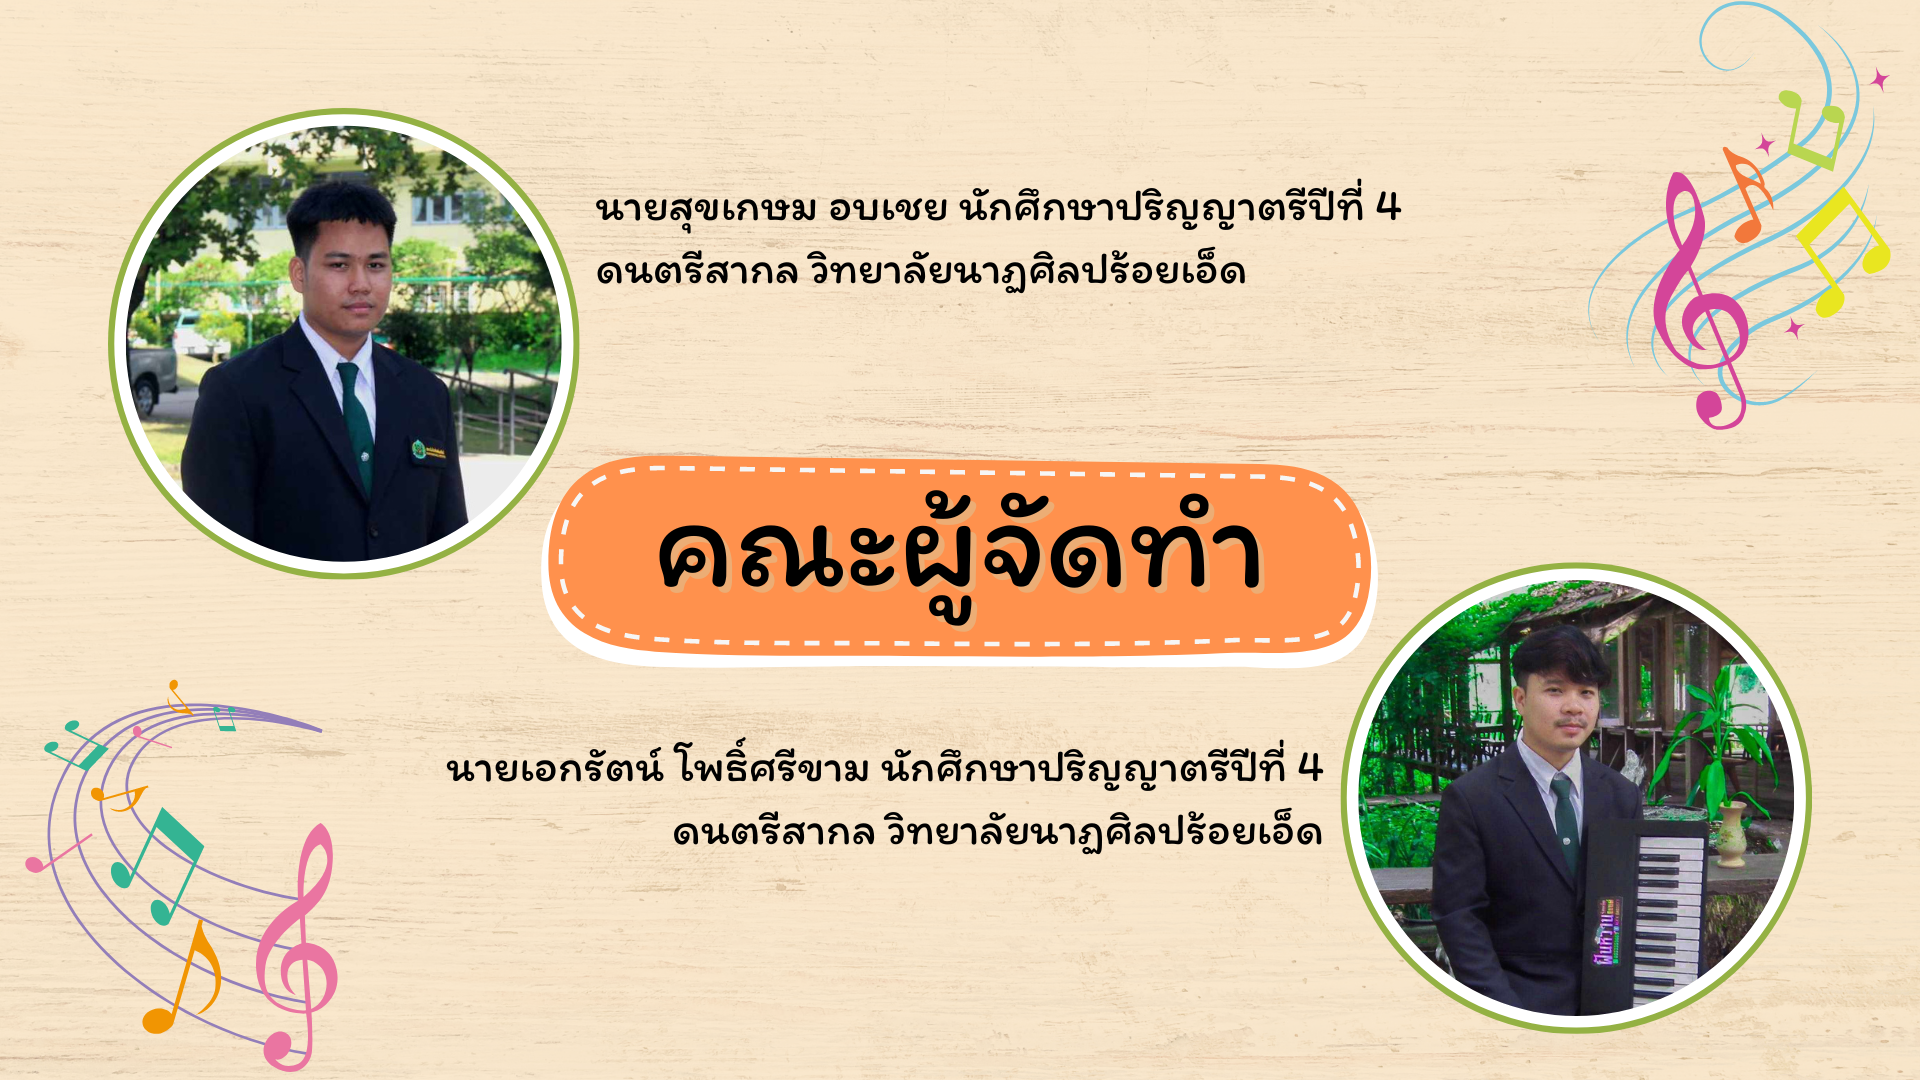 นายสุขเกษม อบเชย นักศึกษาปริญญาตรีปีที่ 4
ดนตรีสากล วิทยาลัยนาฏศิลปร้อยเอ็ด
คณะผู้จัดทำ
นายเอกรัตน์ โพธิ์ศรีขาม นักศึกษาปริญญาตรีปีที่ 4
ดนตรีสากล วิทยาลัยนาฏศิลปร้อยเอ็ด